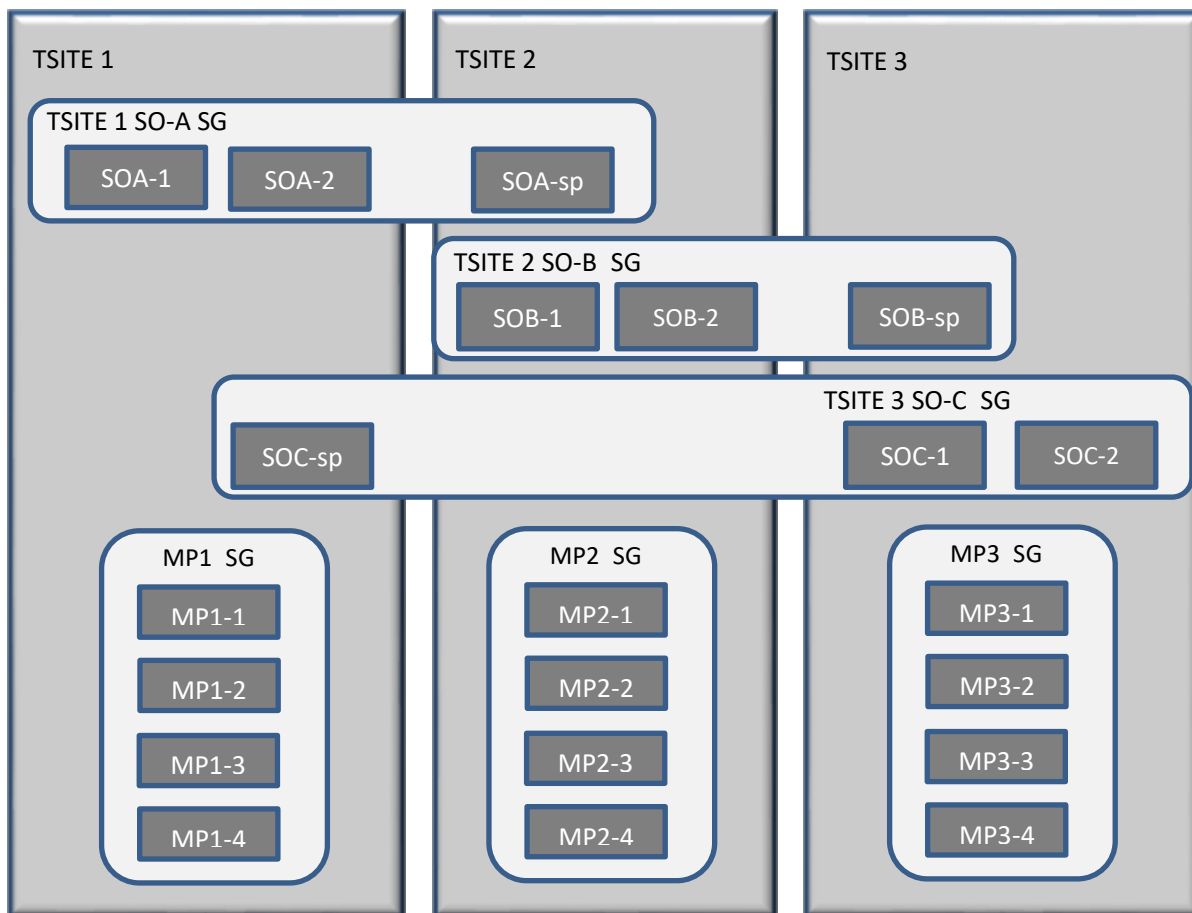 TSITE 1
TSITE 2
TSITE 3
TSITE 1 SO-A SG
SOA-1
SOA-2
SOA-sp
TSITE 2 SO-B SG
SOB-1
SOB-2
SOB-sp
TSITE 3 SO-C SG
SOC-sp
SOC-1
SOC-2
MP1 SG
MP1-1
MP1-2
MP1-3
MP1-4
MP2 SG
MP2-1
MP2-2
MP2-3
MP2-4
MP3 SG
MP3-1
MP3-2
MP3-3
MP3-4